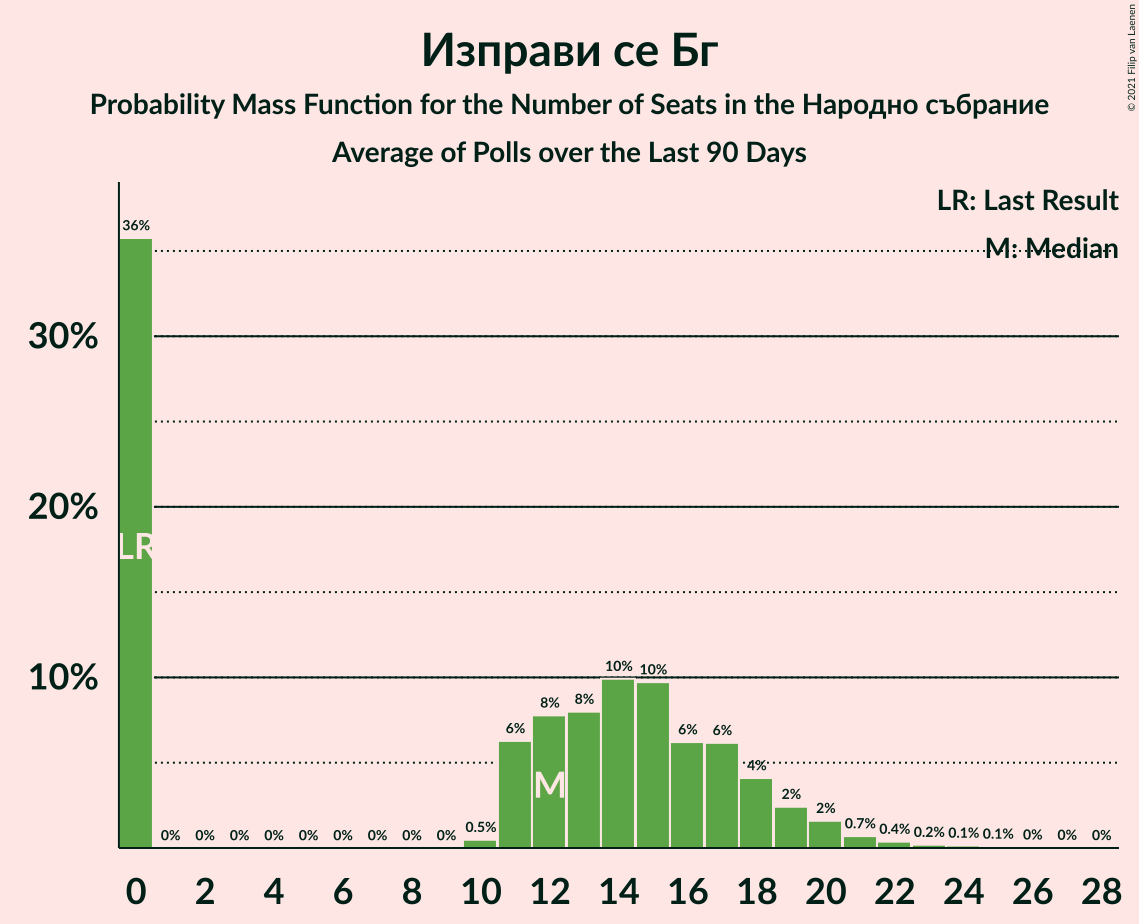 Изправи се Бг
Probability Mass Function for the Number of Seats in the Народно събрание
Average of Polls over the Last 90 Days
© 2021 Filip van Laenen
LR: Last Result
M: Median
36%
30%
20%
LR
10%
10% 10%
8% 8%
6% 6% 6%
M
4%
2% 2%
0% 0% 0% 0% 0% 0% 0% 0% 0% 0.5% 0.7% 0.4% 0.2% 0.1% 0.1% 0% 0% 0%
0 2 4 6 8 10 12 14 16 18 20 22 24 26 28